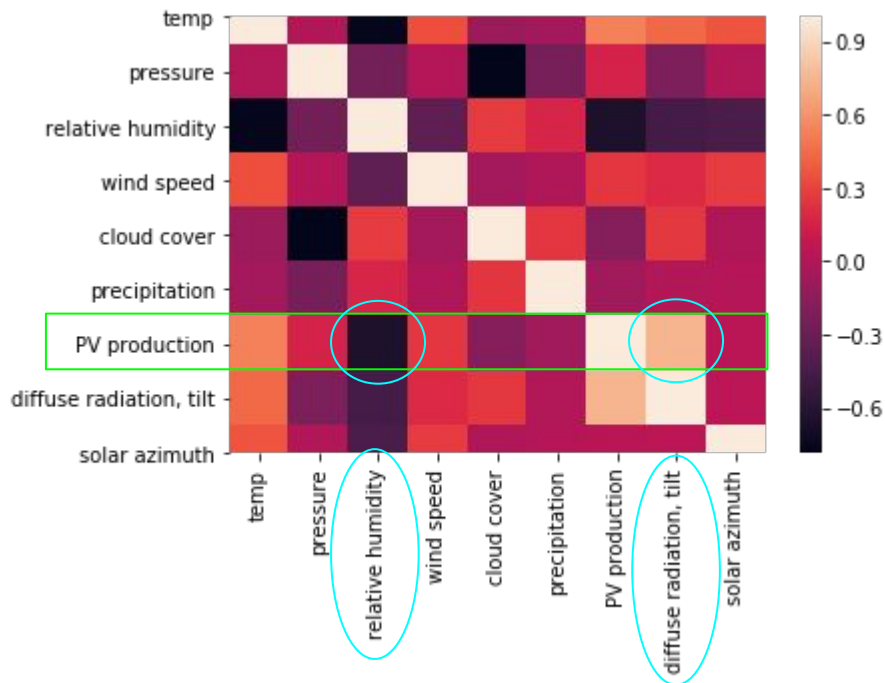 temp
pressure
relative humidity
wind speed
cloud cover
precipitation
PV production
diffuse radiation, tilt
solar azimuth
temp
pressure
relative humidity
wind speed
cloud cover
precipitation
PV production
diffuse radiation, tilt
solar azimuth
0.9
0.6
0.3
0.0
−0.3
−0.6